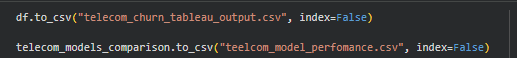 df.to_csv("telecom_churn_tableau_output.csv", index=False)
telecom_models_comparison.to_csv("teelcom_model_perfomance.csv", index=False)